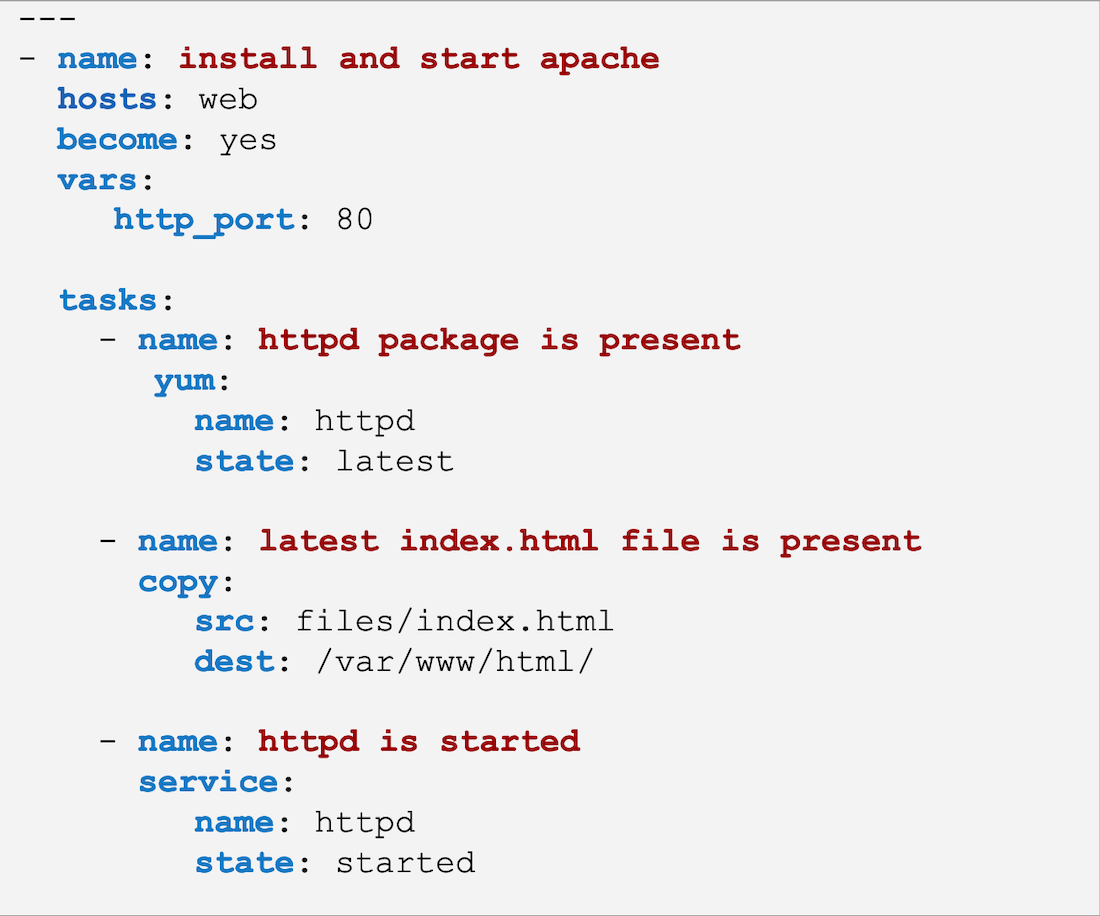 ---
- name: install and start apache
  hosts: web
  become: yes
  vars:
     http_port: 80

  tasks:
    - name: httpd package is present
       yum:
         name: httpd
         state: latest

    - name: latest index.html file is present
      copy:
         src: files/index.html
         dest: /var/www/html/

    - name: httpd is started
      service:
         name: httpd
         state: started